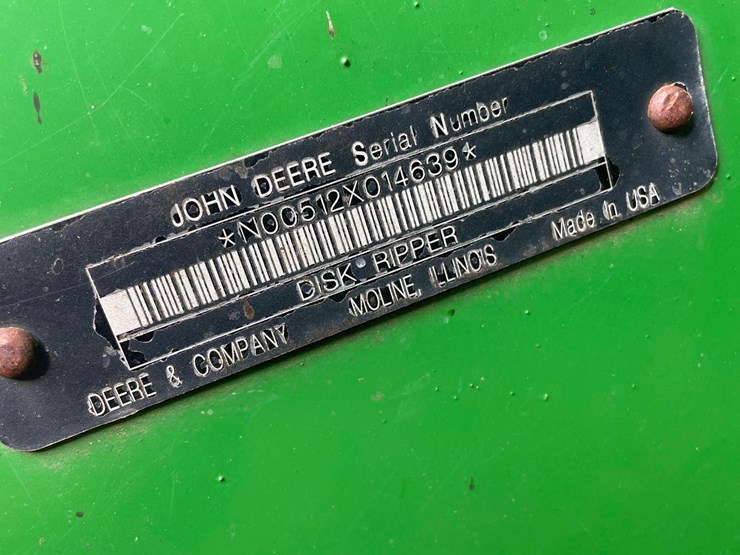 JOHN DEERE Serial Number
*N00512X014639*
DISK RIPPER
DEERE & COMPANY MOLINE, ILLINOIS Made in USA